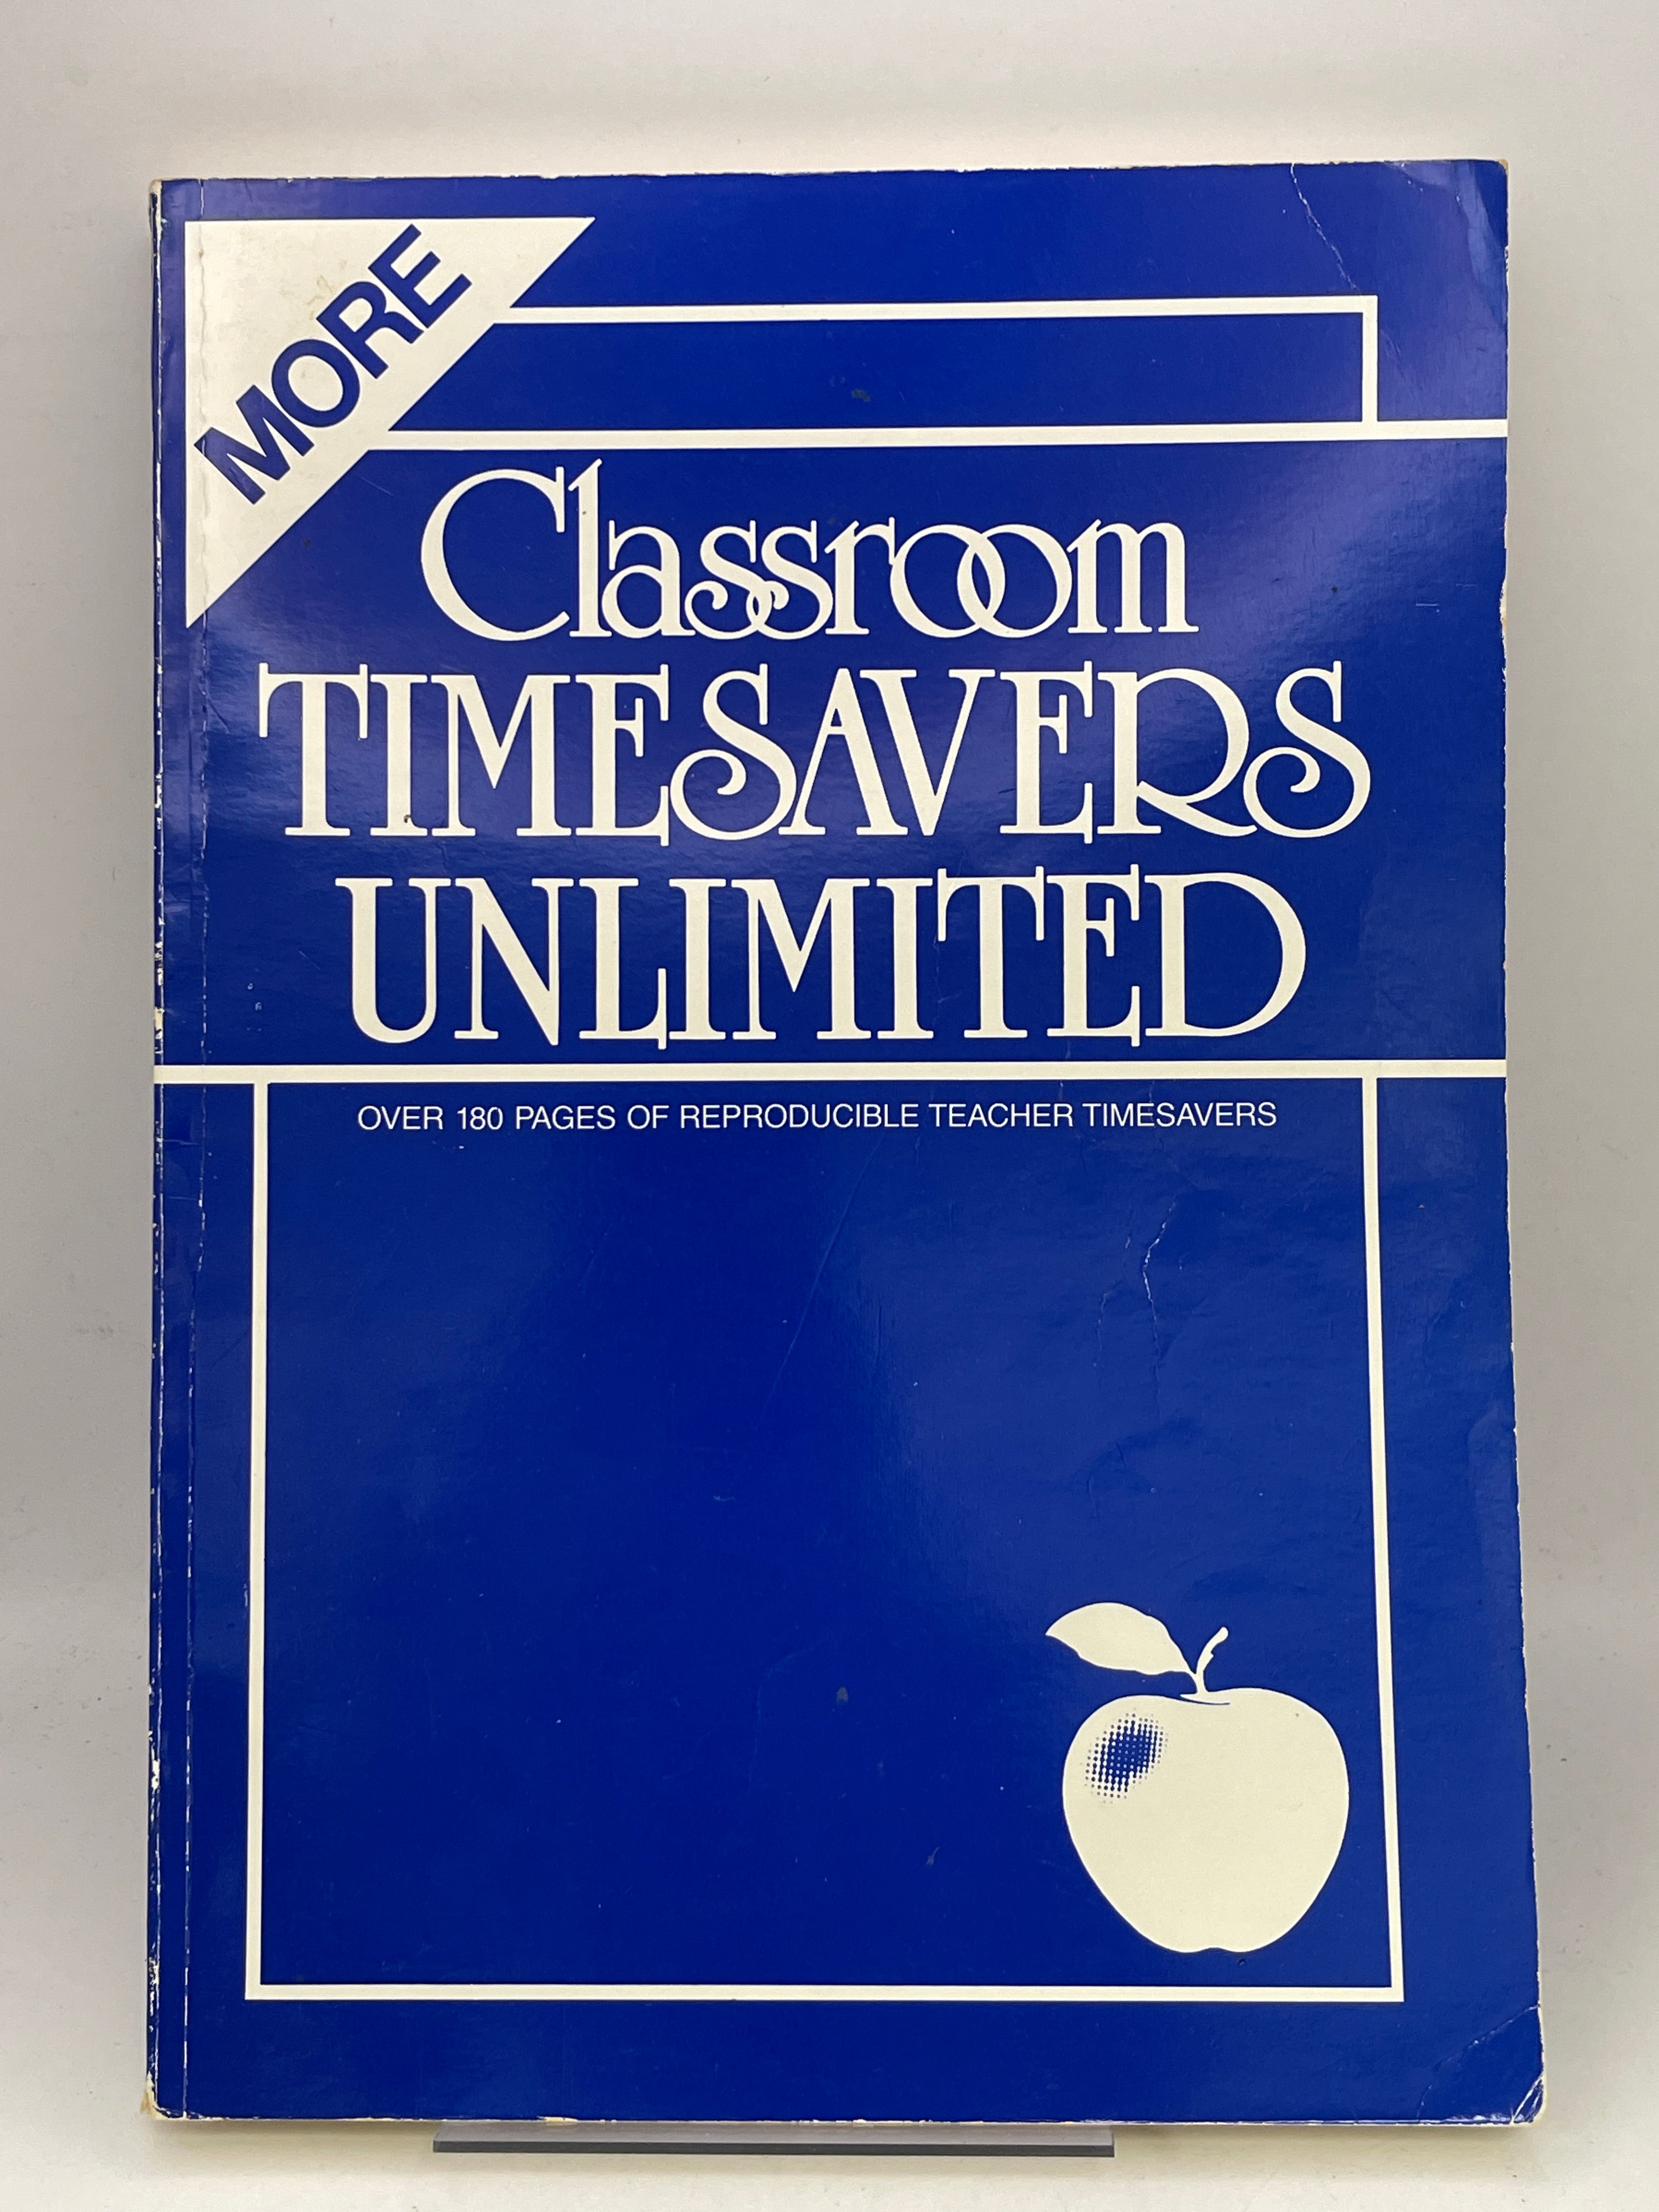 MORE
Classroom
TIMESAVERS
UNLIMITED
OVER 180 PAGES OF REPRODUCIBLE TEACHER TIMESAVERS